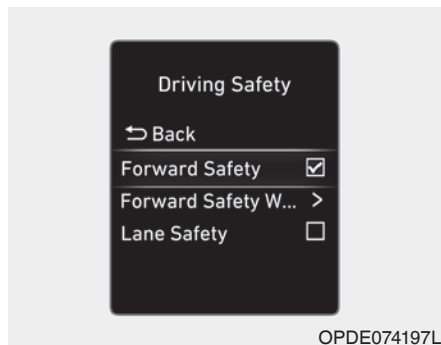 Driving Safety
Back
Forward Safety
Forward Safety W...
Lane Safety
OPDE074197L